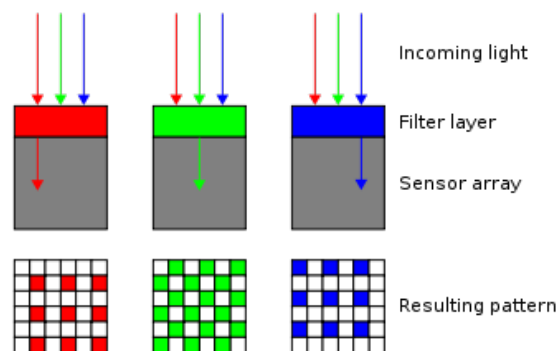 Incoming light
Filter layer
Sensor array
Resulting pattern